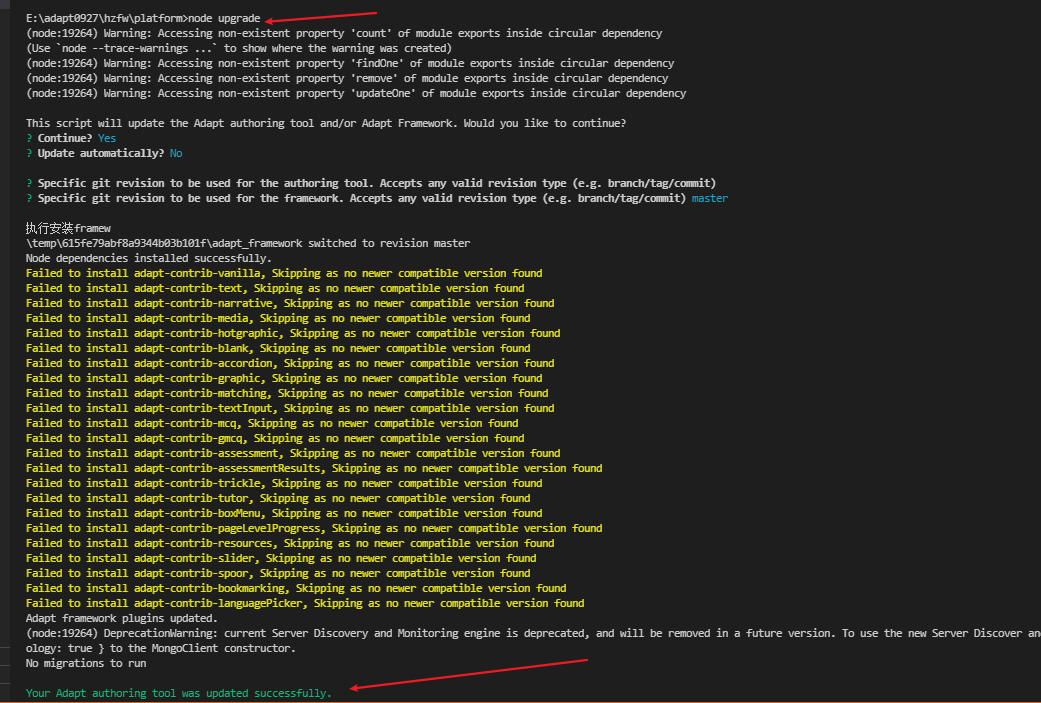 E:\adapt0927\hzfw\platform>node upgrade
(node:19264) Warning: Accessing non-existent property 'count' of module exports inside circular dependency
(Use `node --trace-warnings ...` to show where the warning was created)
(node:19264) Warning: Accessing non-existent property 'findOne' of module exports inside circular dependency
(node:19264) Warning: Accessing non-existent property 'remove' of module exports inside circular dependency
(node:19264) Warning: Accessing non-existent property 'updateOne' of module exports inside circular dependency
This script will update the Adapt authoring tool and/or Adapt Framework. Would you like to continue?
? Continue? Yes
? Update automatically? No
? Specific git revision to be used for the authoring tool. Accepts any valid revision type (e.g. branch/tag/commit)
? Specific git revision to be used for the framework. Accepts any valid revision type (e.g. branch/tag/commit) master
执行安装framew
\temp\615fe79abf8a9344b03b101f\adapt_framework switched to revision master
Node dependencies installed successfully.
Failed to install adapt-contrib-vanilla, Skipping as no newer compatible version found
Failed to install adapt-contrib-text, Skipping as no newer compatible version found
Failed to install adapt-contrib-narrative, Skipping as no newer compatible version found
Failed to install adapt-contrib-media, Skipping as no newer compatible version found
Failed to install adapt-contrib-hotgraphic, Skipping as no newer compatible version found
Failed to install adapt-contrib-blank, Skipping as no newer compatible version found
Failed to install adapt-contrib-accordion, Skipping as no newer compatible version found
Failed to install adapt-contrib-graphic, Skipping as no newer compatible version found
Failed to install adapt-contrib-matching, Skipping as no newer compatible version found
Failed to install adapt-contrib-textInput, Skipping as no newer compatible version found
Failed to install adapt-contrib-mcq, Skipping as no newer compatible version found
Failed to install adapt-contrib-gmcq, Skipping as no newer compatible version found
Failed to install adapt-contrib-assessment, Skipping as no newer compatible version found
Failed to install adapt-contrib-assessmentResults, Skipping as no newer compatible version found
Failed to install adapt-contrib-trickle, Skipping as no newer compatible version found
Failed to install adapt-contrib-tutor, Skipping as no newer compatible version found
Failed to install adapt-contrib-boxMenu, Skipping as no newer compatible version found
Failed to install adapt-contrib-pageLevelProgress, Skipping as no newer compatible version found
Failed to install adapt-contrib-resources, Skipping as no newer compatible version found
Failed to install adapt-contrib-slider, Skipping as no newer compatible version found
Failed to install adapt-contrib-spoor, Skipping as no newer compatible version found
Failed to install adapt-contrib-bookmarking, Skipping as no newer compatible version found
Failed to install adapt-contrib-languagePicker, Skipping as no newer compatible version found
Adapt framework plugins updated.
(node:19264) DeprecationWarning: current Server Discovery and Monitoring engine is deprecated, and will be removed in a future version. To use the new Server Discover an
ology: true } to the MongoClient constructor.
No migrations to run
Your Adapt authoring tool was updated successfully.